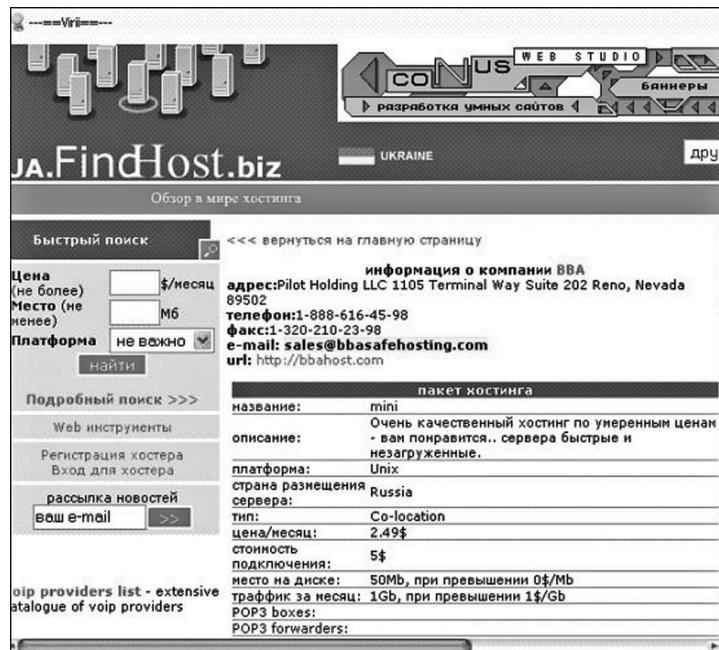 ---==Virii==---
CONUS WEB STUDIO
баннеры
разработка умных сайтов
UA.FindHost.biz
UKRAINE
дру
Обзор в мире хостинга
Быстрый поиск
Цена
(не более) $/месяц
Место (не
менее) Мб
Платформа не важно
найти
Подробный поиск >>>
Web инструменты
Регистрация хостера
Вход для хостера
рассылка новостей
ваш e-mail >>
oip providers list - extensive
atalogue of voip providers
<<< вернуться на главную страницу
информация о компании BBA
адрес:Pilot Holding LLC 1105 Terminal Way Suite 202 Reno, Nevada
89502
телефон:1-888-616-45-98
факс:1-320-210-23-98
e-mail: sales@bbasafehosting.com
url: http://bbahost.com
пакет хостинга
название: mini
описание: Очень качественный хостинг по умеренным ценам
- вам понравится.. сервера быстрые и
незагруженные.
платформа: Unix
страна размещения
сервера: Russia
тип: Co-location
цена/месяц: 2.49$
стоимость
подключения: 5$
место на диске: 50Mb, при превышении 0$/Mb
траффик за месяц: 1Gb, при превышении 1$/Gb
POP3 boxes:
POP3 forwarders: